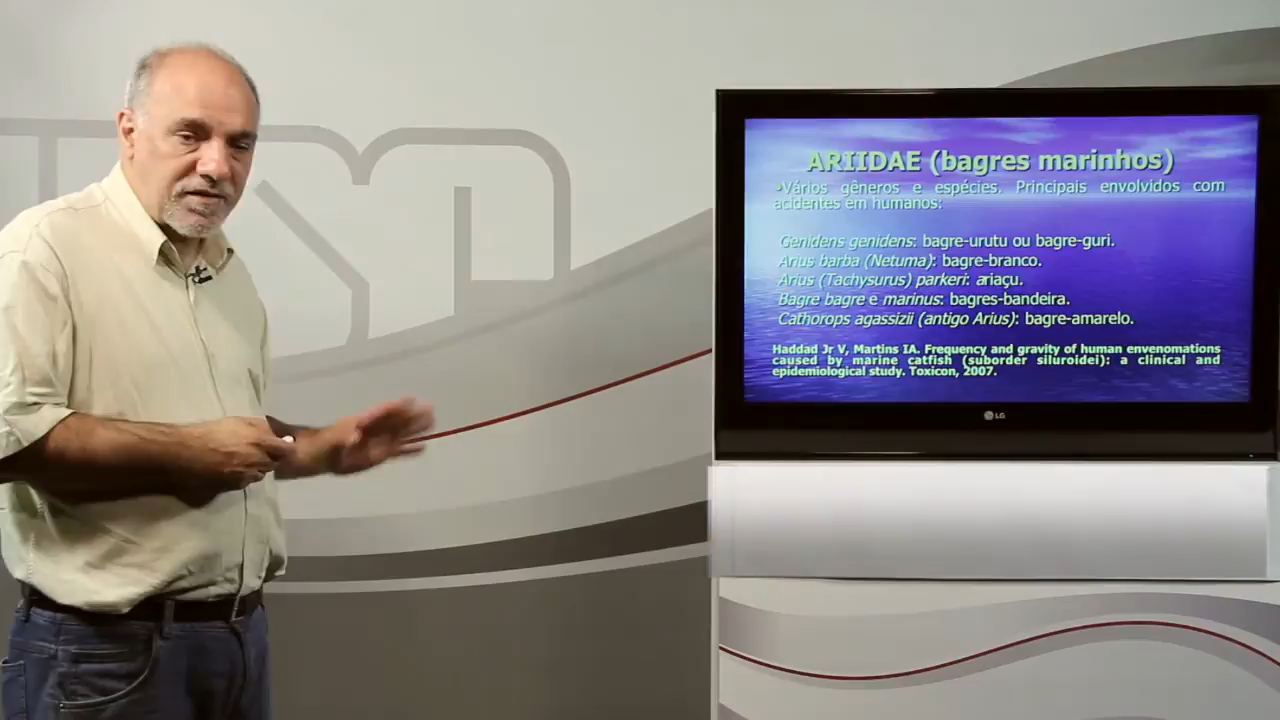 ARIIDAE (bagres marinhos)
•Vários gêneros e espécies. Principais envolvidos com
acidentes em humanos:
Genidens genidens: bagre-urutu ou bagre-guri.
Arius barba (Netuma): bagre-branco.
Arius (Tachysurus) parkeri: ariaçu.
Bagre bagre e marinus: bagres-bandeira.
Cathorops agassizii (antigo Arius): bagre-amarelo.
Haddad Jr V, Martins IA. Frequency and gravity of human envenomations
caused by marine catfish (suborder siluroidei): a clinical and
epidemiological study. Toxicon, 2007.
LG